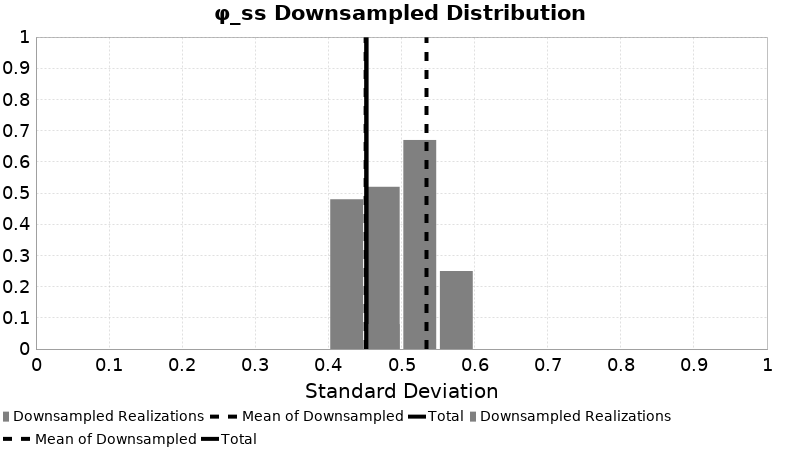 φ_ss Downsampled Distribution
1
0.9
0.8
0.7
0.6
0.5
0.4
0.3
0.2
0.1
0
0 0.1 0.2 0.3 0.4 0.5 0.6 0.7 0.8 0.9 1
Standard Deviation
Downsampled Realizations Mean of Downsampled Total Downsampled Realizations
Mean of Downsampled Total